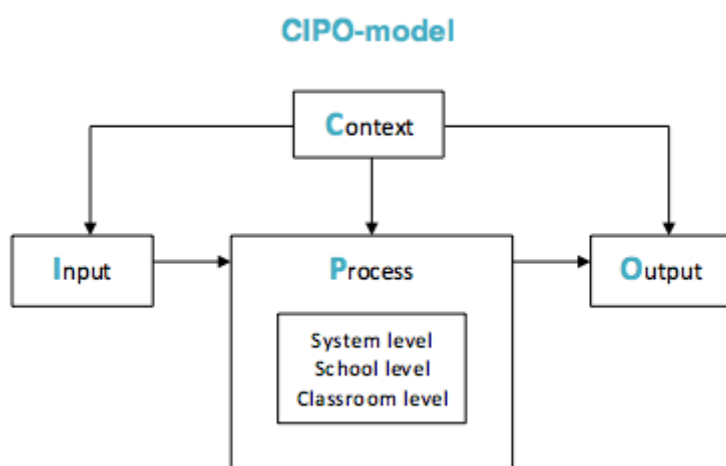 CIPO-model
Context
Input
Process
Output
System level
School level
Classroom level